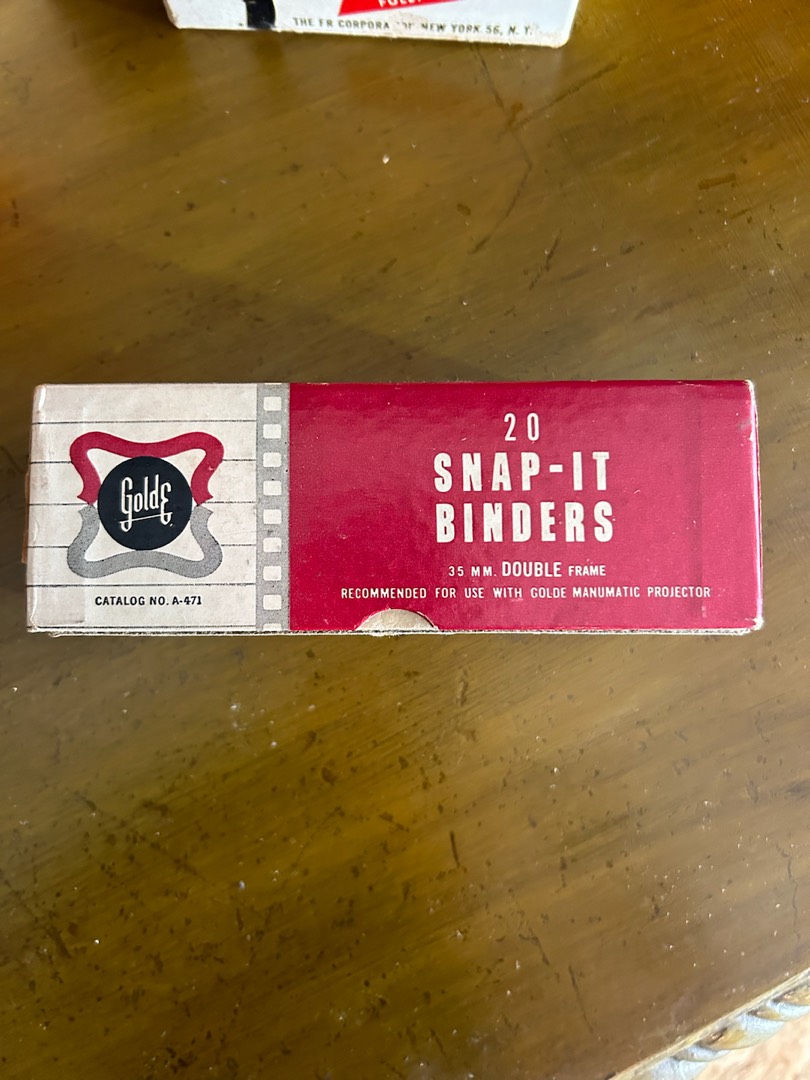 THE FR CORPORA NEW YORK 56, N. Y.
20
SNAP-IT
BINDERS
35 MM. DOUBLE FRAME
RECOMMENDED FOR USE WITH GOLDE MANUMATIC PROJECTOR
GoldE
CATALOG NO. A-471